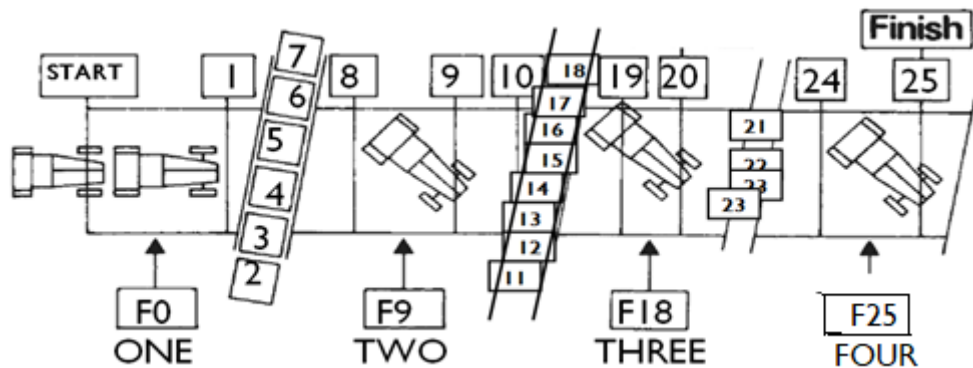 Finish
START 1 7 8 9 10 18 19 20 24 25
6 17 21
5 16
15 22
4 14 23
3 13 23
12
2 11
F0 F9 F18 F25
ONE TWO THREE FOUR